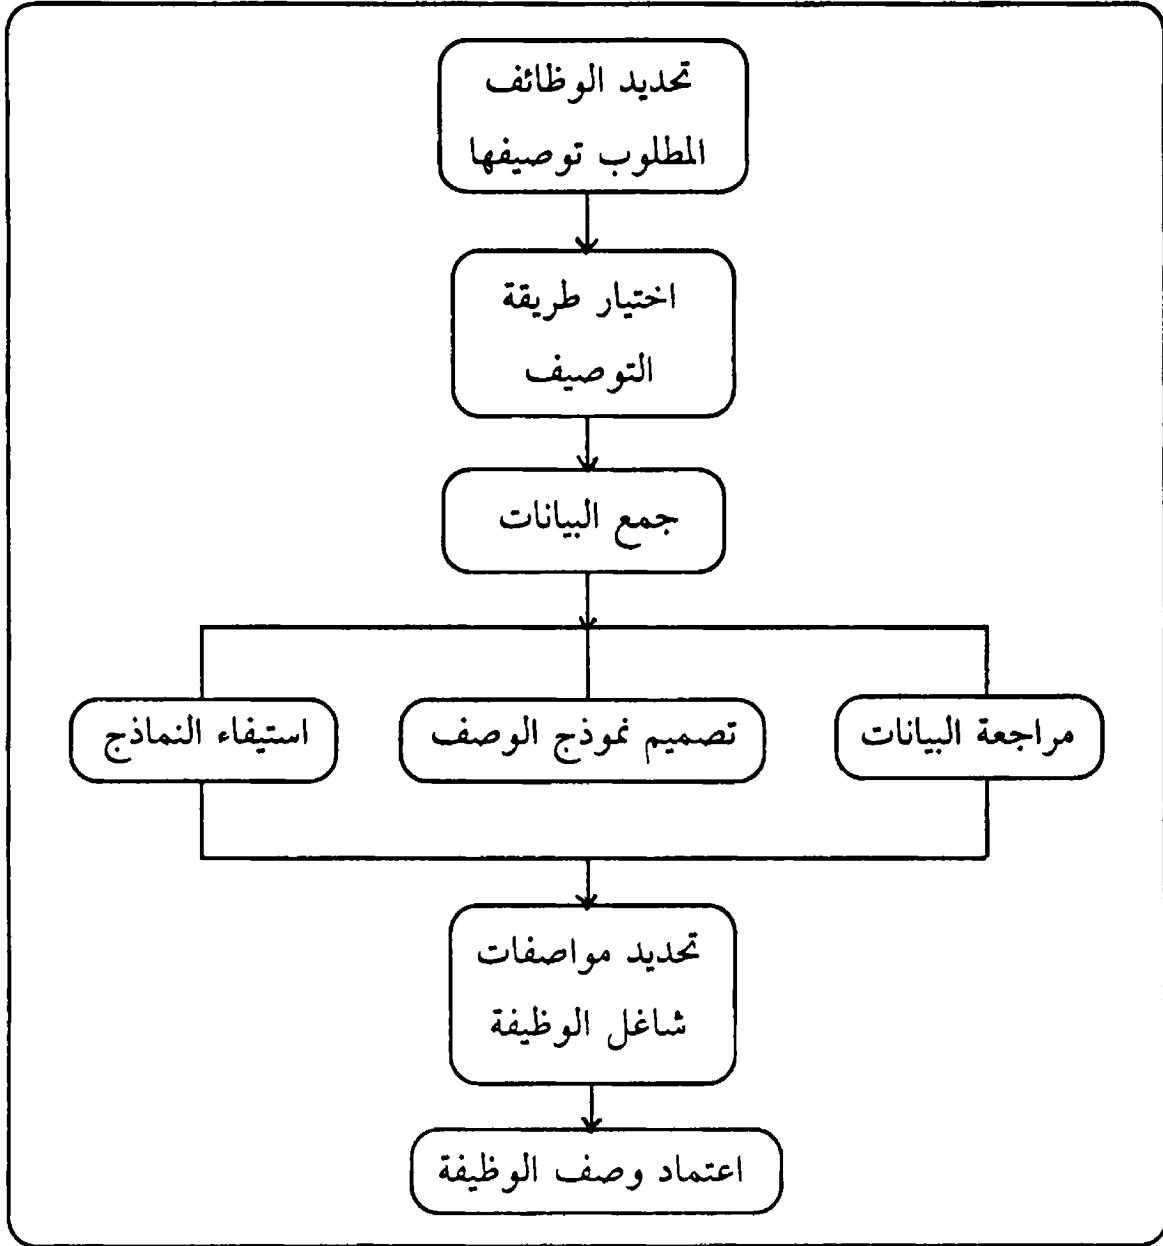 تحديد الوظائف
المطلوب توصيفها
اختيار طريقة
التوصيف
جمع البيانات
مراجعة البيانات
تصميم نموذج الوصف
استيفاء النماذج
تحديد مواصفات
شاغل الوظيفة
اعتماد وصف الوظيفة